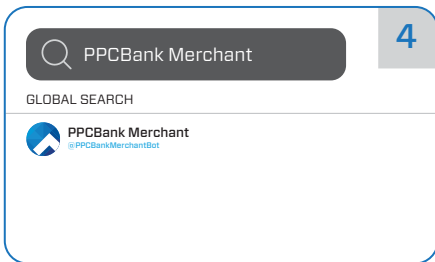 4
PPCBank Merchant
GLOBAL SEARCH
PPCBank Merchant
@PPCBankMerchantBot